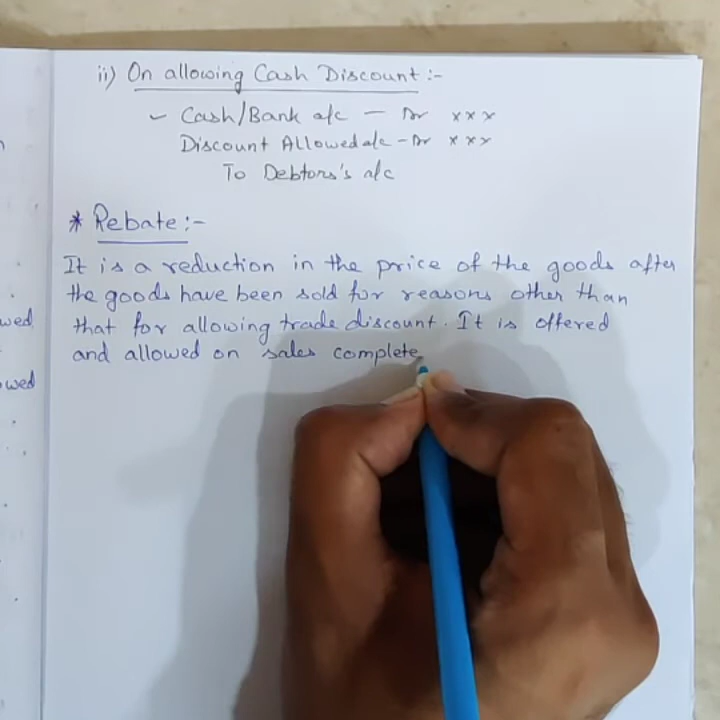 ii) On allowing Cash Discount :-
- Cash/Bank a/c - Dr xxx
Discount Allowed a/c - Dr xxx
To Debtors's a/c
* Rebate :-
It is a reduction in the price of the goods after
the goods have been sold for reasons other than
that for allowing trade discount. It is offered
and allowed on sales complete
wed
owed